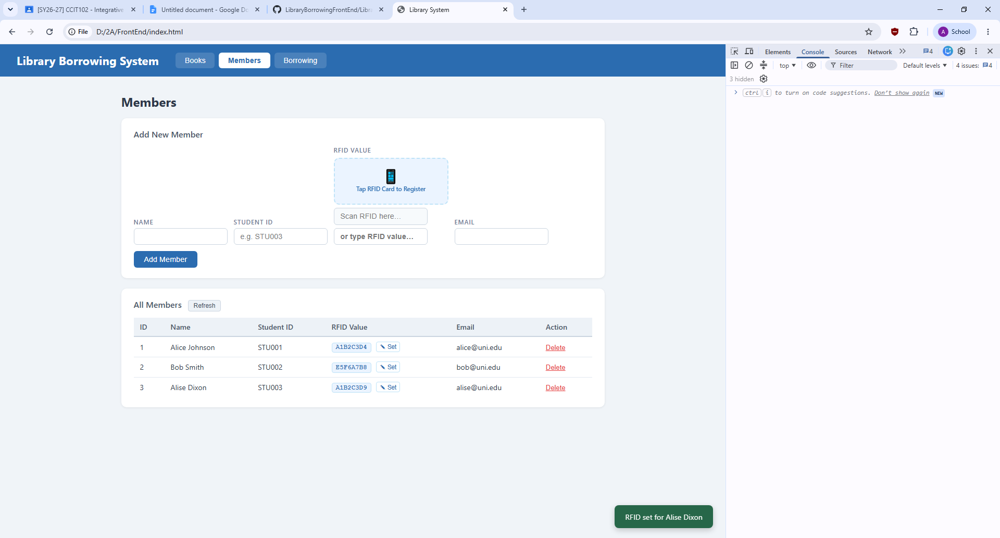 [SY26-27] CCIT102 - Integrative
Untitled document - Google Do
LibraryBorrowingFrontEnd/Libra
Library System
File
D:/2A/FrontEnd/index.html
A
School
Library Borrowing System
Books
Members
Borrowing
Elements
Console
Sources
Network
4
top
Filter
Default levels
4 issues:
4
3 hidden
ctrl i to turn on code suggestions. Don't show again NEW
Members
Add New Member
RFID VALUE
Tap RFID Card to Register
Scan RFID here...
NAME
STUDENT ID
EMAIL
e.g. STU003
or type RFID value...
Add Member
All Members
Refresh
ID Name Student ID RFID Value Email Action
1 Alice Johnson STU001 A1B2C3D4 Set alice@uni.edu Delete
2 Bob Smith STU002 E5F6A7B8 Set bob@uni.edu Delete
3 Alise Dixon STU003 A1B2C3D9 Set alise@uni.edu Delete
RFID set for Alise Dixon